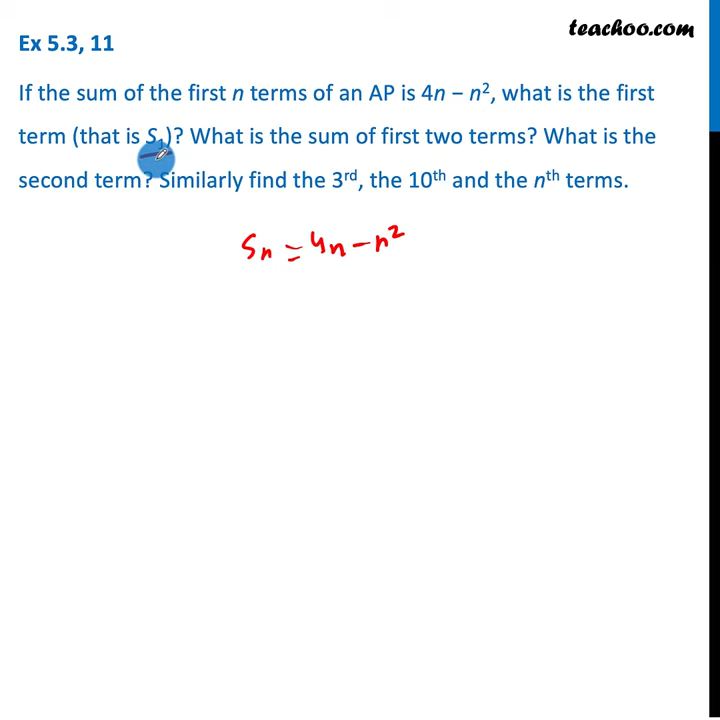 teachoo.com
Ex 5.3, 11
If the sum of the first n terms of an AP is 4n − n², what is the first
term (that is S₁)? What is the sum of first two terms? What is the
second term? Similarly find the 3ʳᵈ, the 10ᵗʰ and the nᵗʰ terms.
Sn = 4n − n²